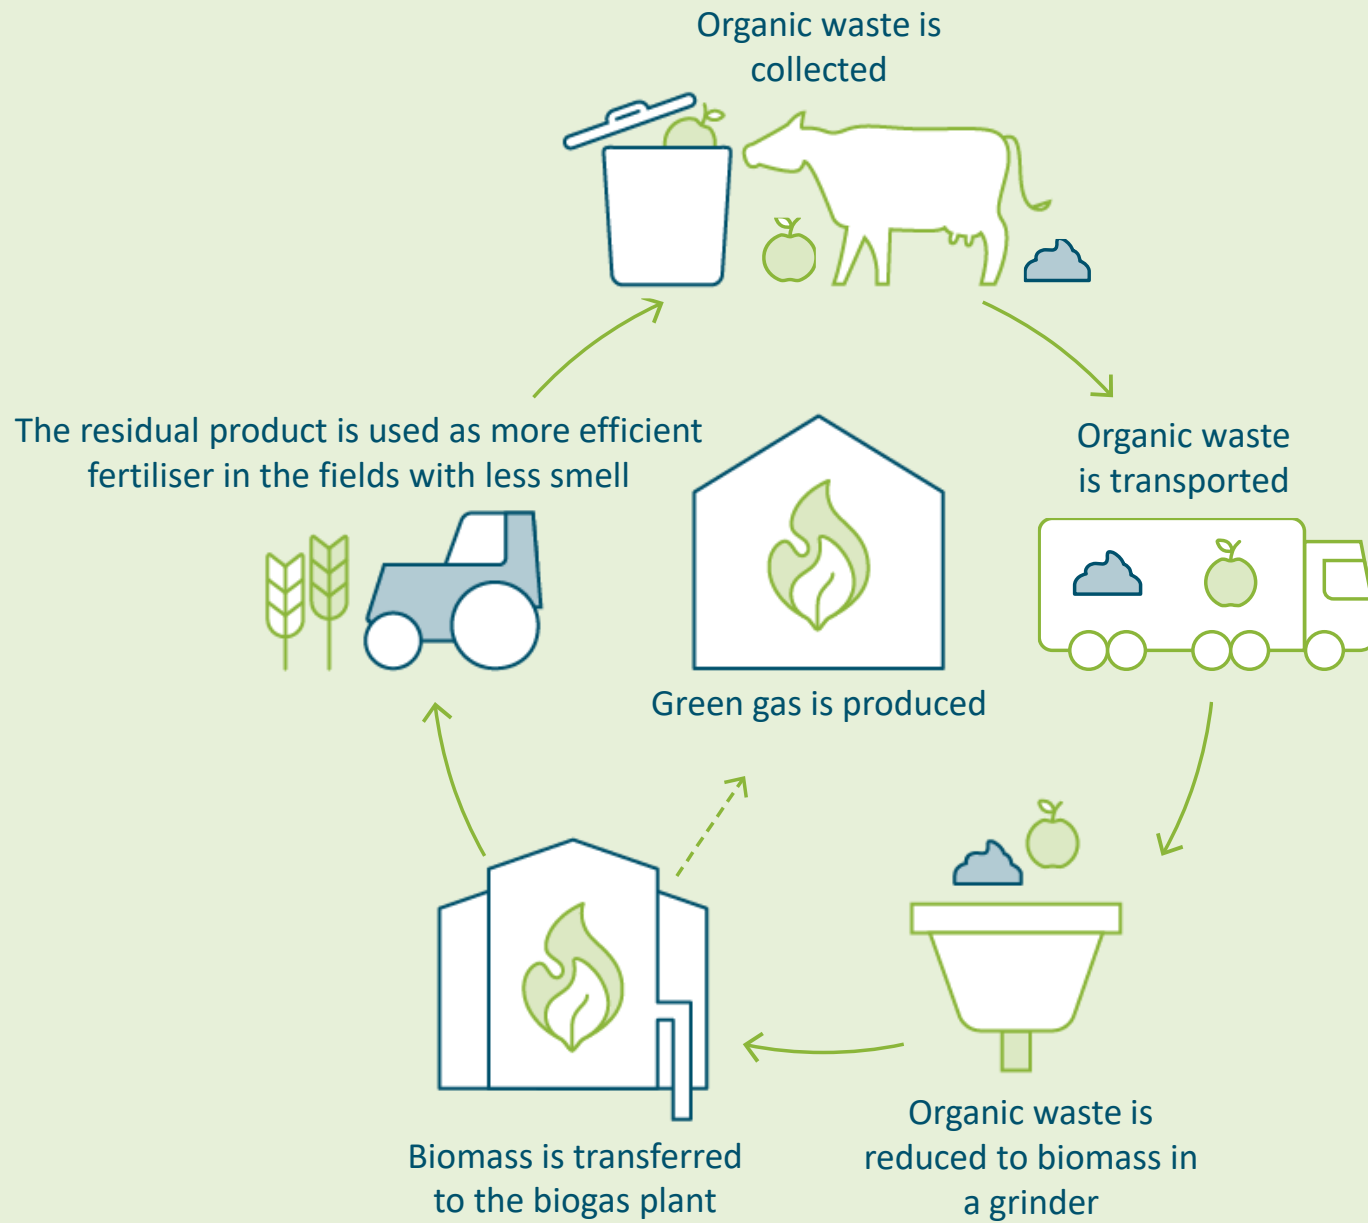 Organic waste is
collected
The residual product is used as more efficient
fertiliser in the fields with less smell
Organic waste
is transported
Green gas is produced
Organic waste is
reduced to biomass in
a grinder
Biomass is transferred
to the biogas plant